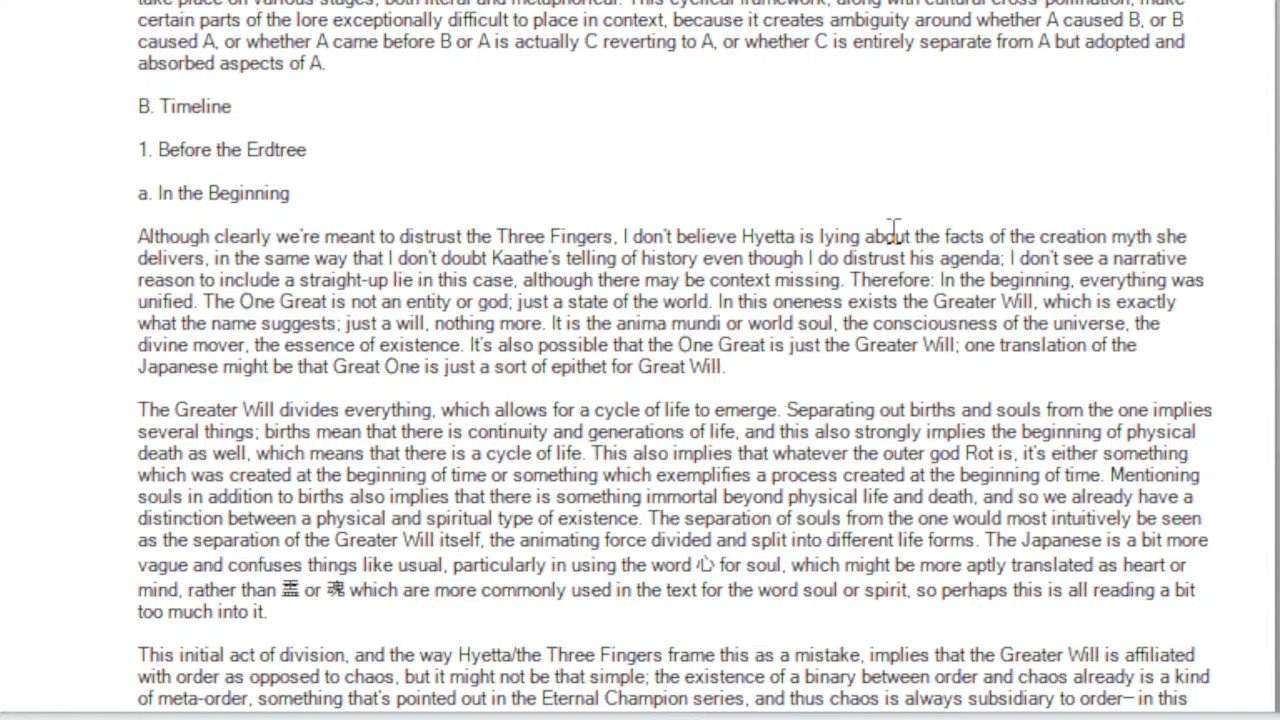 certain parts of the lore exceptionally difficult to place in context, because it creates ambiguity around whether A caused B, or B
caused A, or whether A came before B or A is actually C reverting to A, or whether C is entirely separate from A but adopted and
absorbed aspects of A.
B. Timeline
1. Before the Erdtree
a. In the Beginning
Although clearly we're meant to distrust the Three Fingers, I don't believe Hyetta is lying about the facts of the creation myth she
delivers, in the same way that I don't doubt Kaathe's telling of history even though I do distrust his agenda; I don't see a narrative
reason to include a straight-up lie in this case, although there may be context missing. Therefore: In the beginning, everything was
unified. The One Great is not an entity or god; just a state of the world. In this oneness exists the Greater Will, which is exactly
what the name suggests; just a will, nothing more. It is the anima mundi or world soul, the consciousness of the universe, the
divine mover, the essence of existence. It's also possible that the One Great is just the Greater Will; one translation of the
Japanese might be that Great One is just a sort of epithet for Great Will.
The Greater Will divides everything, which allows for a cycle of life to emerge. Separating out births and souls from the one implies
several things; births mean that there is continuity and generations of life, and this also strongly implies the beginning of physical
death as well, which means that there is a cycle of life. This also implies that whatever the outer god Rot is, it's either something
which was created at the beginning of time or something which exemplifies a process created at the beginning of time. Mentioning
souls in addition to births also implies that there is something immortal beyond physical life and death, and so we already have a
distinction between a physical and spiritual type of existence. The separation of souls from the one would most intuitively be seen
as the separation of the Greater Will itself, the animating force divided and split into different life forms. The Japanese is a bit more
vague and confuses things like usual, particularly in using the word 心 for soul, which might be more aptly translated as heart or
mind, rather than 霊 or 魂 which are more commonly used in the text for the word soul or spirit, so perhaps this is all reading a bit
too much into it.
This initial act of division, and the way Hyetta/the Three Fingers frame this as a mistake, implies that the Greater Will is affiliated
with order as opposed to chaos, but it might not be that simple; the existence of a binary between order and chaos already is a kind
of meta-order, something that's pointed out in the Eternal Champion series, and thus chaos is always subsidiary to order— in this